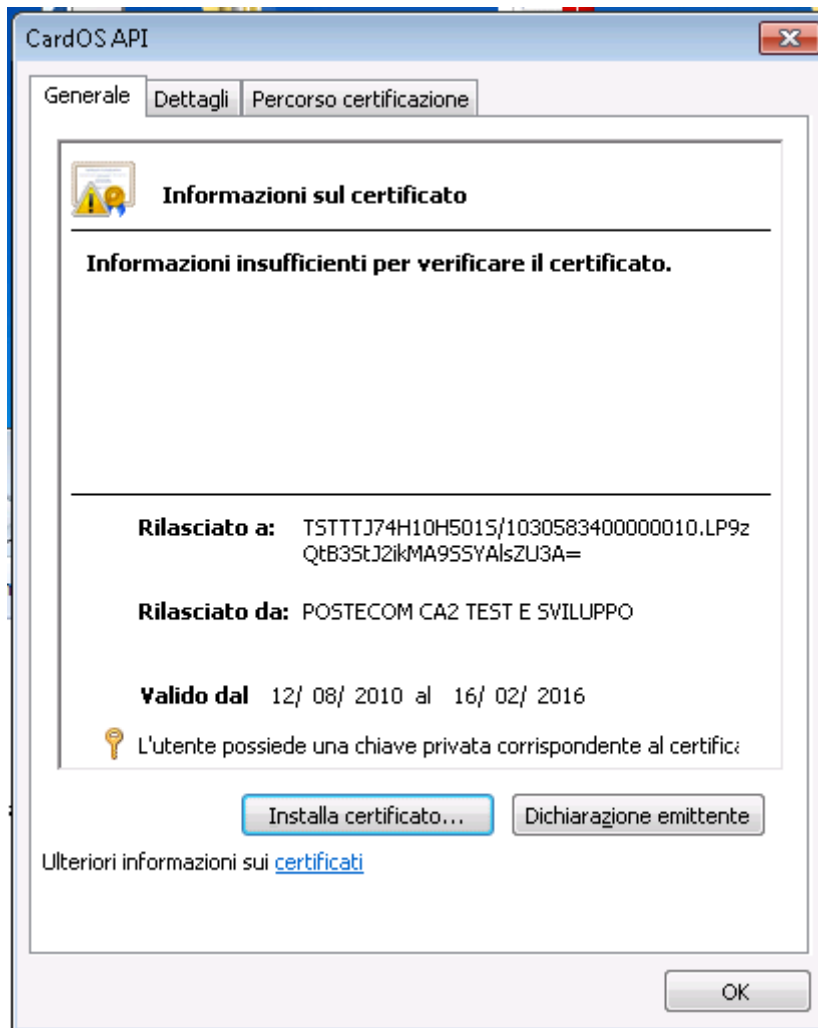 CardOS API
Generale Dettagli Percorso certificazione
Informazioni sul certificato
Informazioni insufficienti per verificare il certificato.
Rilasciato a: TSTTTJ74H10H501S/1030583400000010.LP9z
QtB3StJ2ikMA9SSYAlsZU3A=
Rilasciato da: POSTECOM CA2 TEST E SVILUPPO
Valido dal 12/ 08/ 2010 al 16/ 02/ 2016
L'utente possiede una chiave privata corrispondente al certifica
Installa certificato... Dichiarazione emittente
Ulteriori informazioni sui certificati
OK